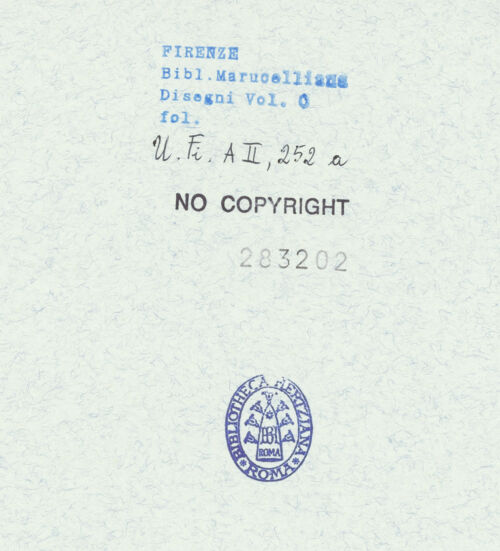 FIRENZE
Bibl.Marucelliana
Disegni Vol. O
fol.
U. Fi. A II, 252 a
NO COPYRIGHT
283202
BIBLIOTHECA HERTZIANA
BH
ROMA
* ROMA *